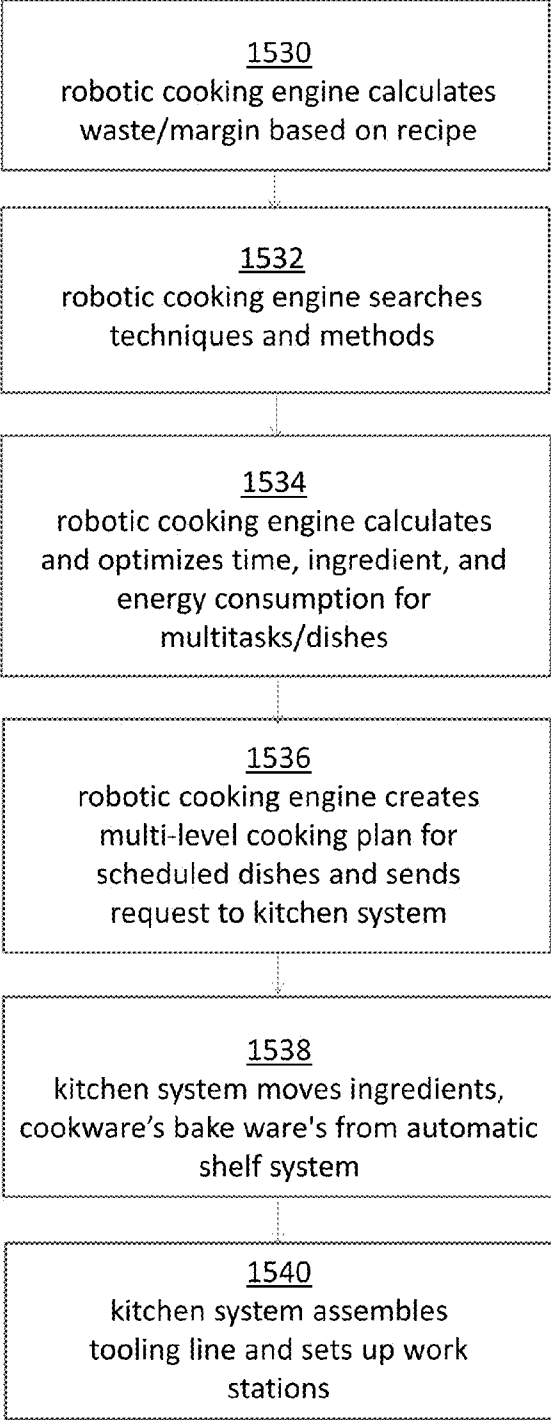 1530
robotic cooking engine calculates
waste/margin based on recipe
1532
robotic cooking engine searches
techniques and methods
1534
robotic cooking engine calculates
and optimizes time, ingredient, and
energy consumption for
multitasks/dishes
1536
robotic cooking engine creates
multi-level cooking plan for
scheduled dishes and sends
request to kitchen system
1538
kitchen system moves ingredients,
cookware’s bake ware's from automatic
shelf system
1540
kitchen system assembles
tooling line and sets up work
stations